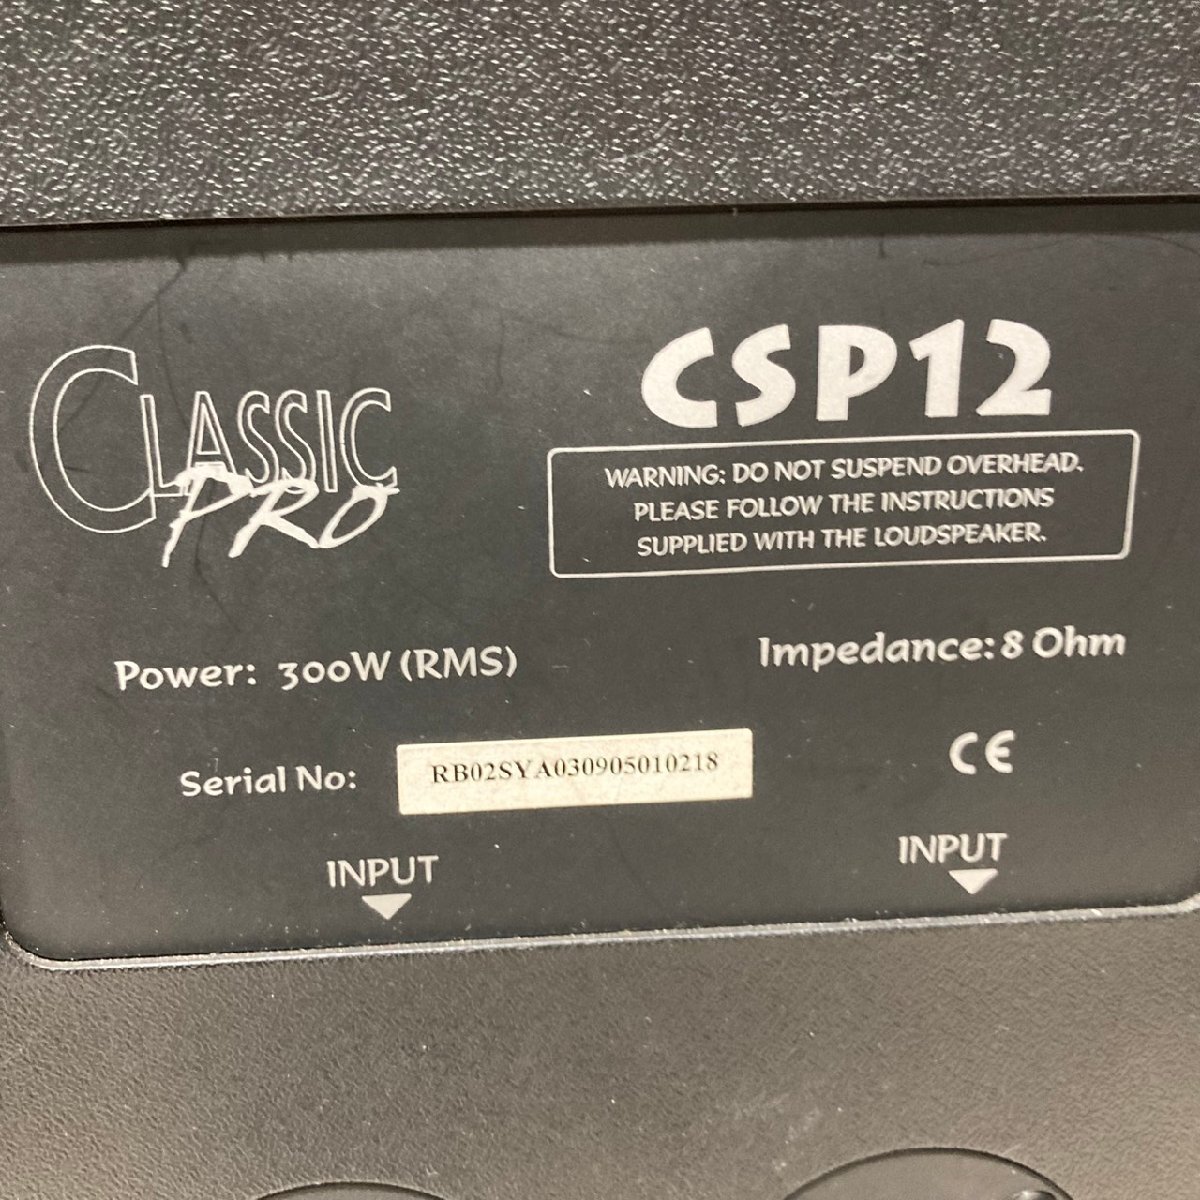 CLASSIC
PRO
CSP12
WARNING: DO NOT SUSPEND OVERHEAD.
PLEASE FOLLOW THE INSTRUCTIONS
SUPPLIED WITH THE LOUDSPEAKER.
Power: 300W (RMS)
Impedance: 8 Ohm
Serial No:
RB02SYA030905010218
CE
INPUT
INPUT